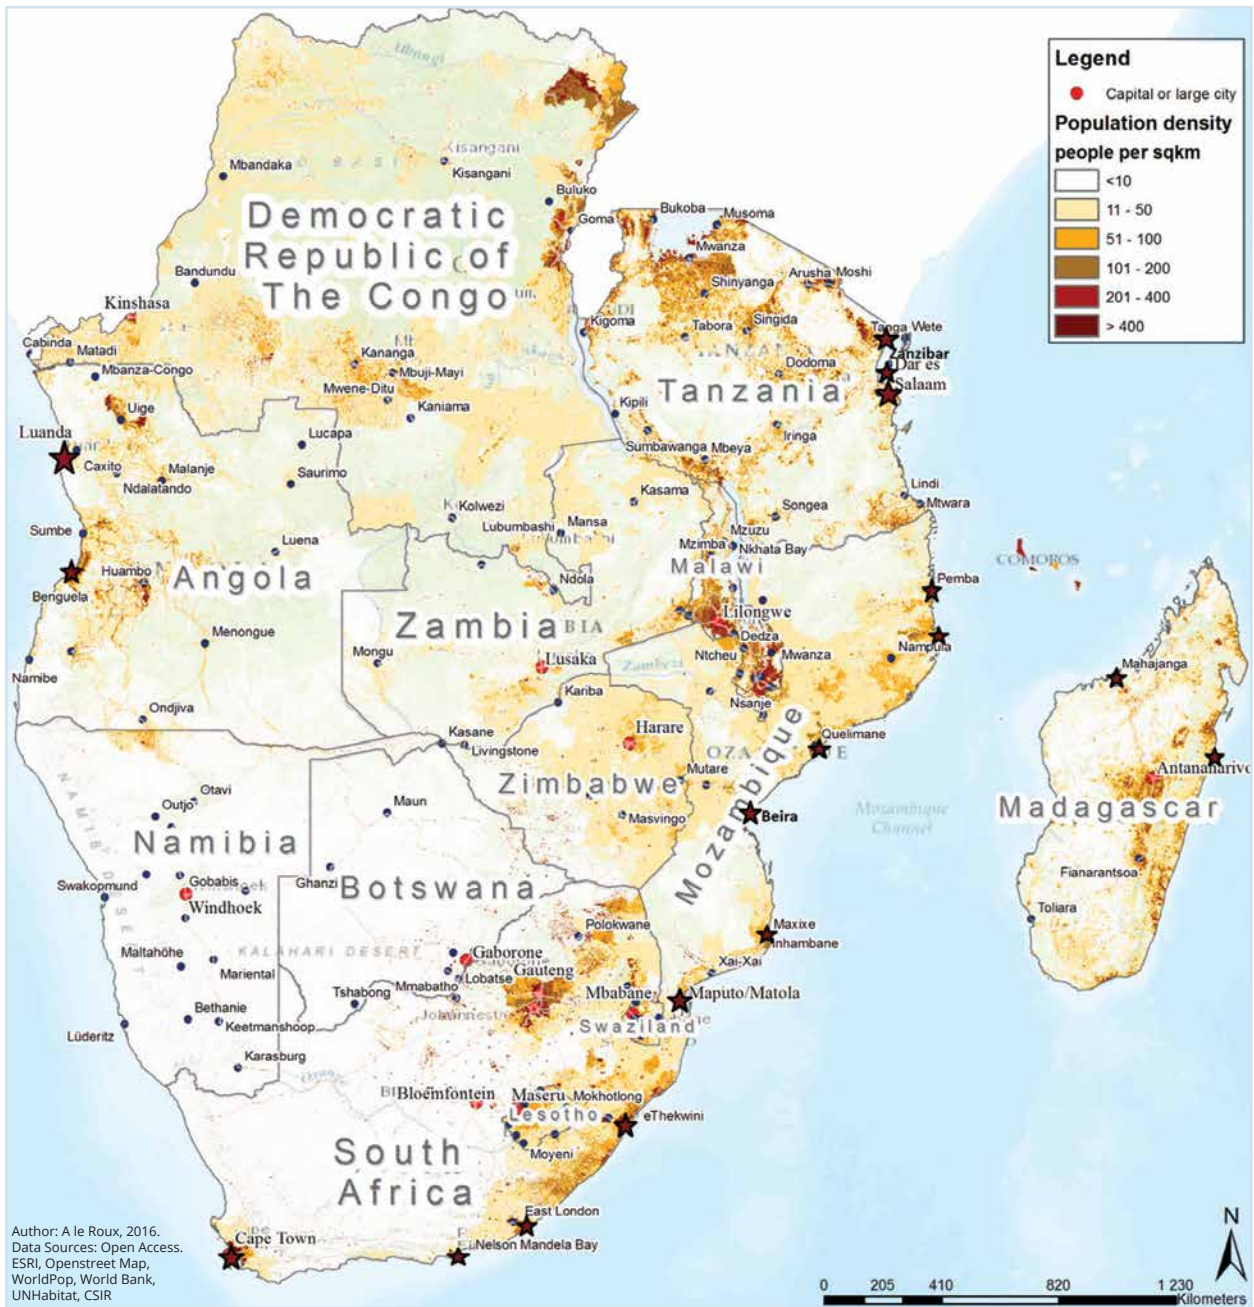 Legend
Capital or large city
Population density
people per sqkm
<10
11 - 50
51 - 100
101 - 200
201 - 400
> 400
Ubangi
Kisangani
Kisangani
Mbandaka
Buluko
Goma
Democratic
Republic of
The Congo
Bandundu
Kinshasa
Cabinda
Matadi
Mbanza-Congo
Kananga
Mbuji-Mayi
Mwene-Ditu
Kaniama
Bukoba
Musoma
Mwanza
Shinyanga
Arusha
Moshi
Kigoma
Tabora
Singida
Tanga
Wete
Zanzibar
Dar es
Salaam
Dodoma
Tanzania
Kipili
Iringa
Sumbawanga
Mbeya
Uige
Luanda
Caxito
Malanje
Ndalatando
Lucapa
Saurimo
Kasama
Lindi
Mtwara
Songea
Kolwezi
Lubumbashi
Mansa
Sumbe
Luena
Mzuzu
Mzimba
Nkhata Bay
Malawi
COMOROS
Huambo
Angola
Benguela
Ndola
Pemba
Lilongwe
Zambia
BIA
Dedza
Menongue
Mongu
Lusaka
Zambezi
Ntcheu
Mwanza
Nampula
Mahajanga
Namibe
Kariba
Nsanje
Ondjiva
Kasane
Livingstone
Harare
Quelimane
Antananarivo
Zimbabwe
Mutare
Mozambique
Otavi
Outjo
Maun
Masvingo
Beira
Mozambique
Channel
Madagascar
NAMIB DESERT
Namibia
Fianarantsoa
Swakopmund
Gobabis
Ghanzi
Botswana
Windhoek
Toliara
Polokwane
Maxixe
Inhambane
Maltahöhe
KALAHARI DESERT
Gaborone
Gauteng
Xai-Xai
Mariental
Lobatse
Mmabatho
Tshabong
Mbabane
Maputo/Matola
Bethanie
Swaziland
Lüderitz
Keetmanshoop
Karasburg
Orange
Bloemfontein
Maseru
Mokhotlong
Lesotho
eThekwini
Moyeni
South
Africa
East London
Cape Town
Nelson Mandela Bay
Author: A le Roux, 2016.
Data Sources: Open Access.
ESRI, Openstreet Map,
WorldPop, World Bank,
UNHabitat, CSIR
N
0 205 410 820 1 230
Kilometers